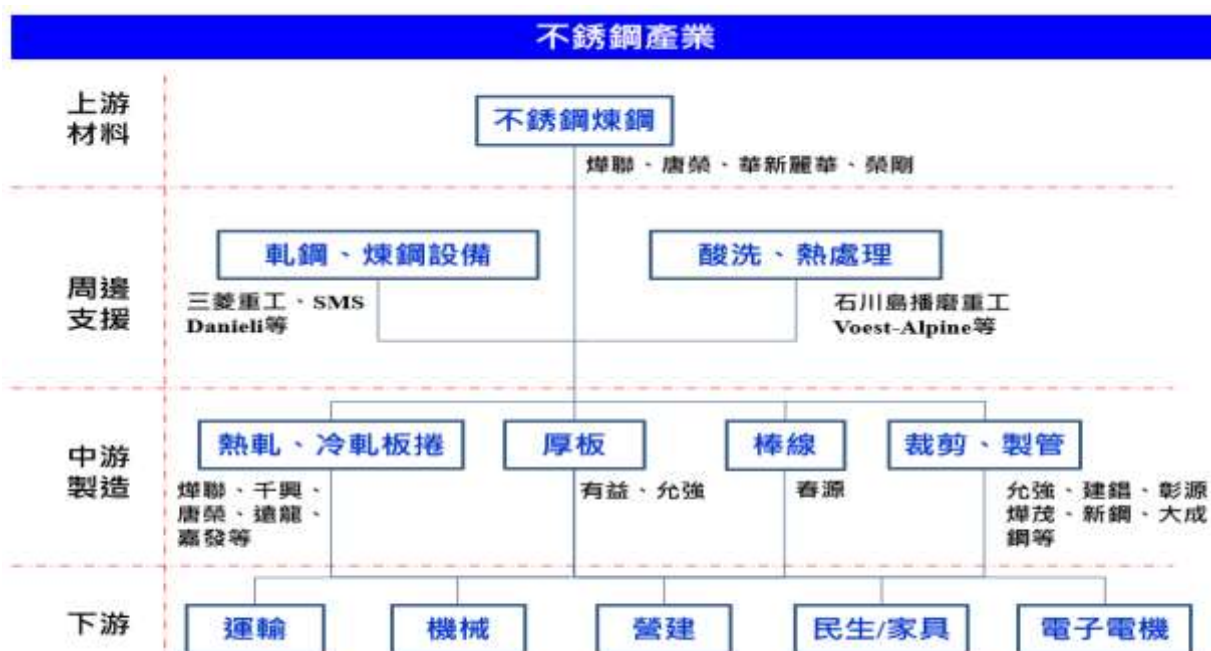 不銹鋼產業
上游
材料
不銹鋼煉鋼
燁聯、唐榮、華新麗華、榮剛
周邊
支援
軋鋼、煉鋼設備
三菱重工、SMS
Danieli等
酸洗、熱處理
石川島播磨重工
Voest-Alpine等
中游
製造
熱軋、冷軋板捲
燁聯、千興、
唐榮、遠龍、
嘉發等
厚板
有益、允強
棒線
春源
裁剪、製管
允強、建錩、彰源
燁茂、新鋼、大成
鋼等
下游
運輸
機械
營建
民生/家具
電子電機